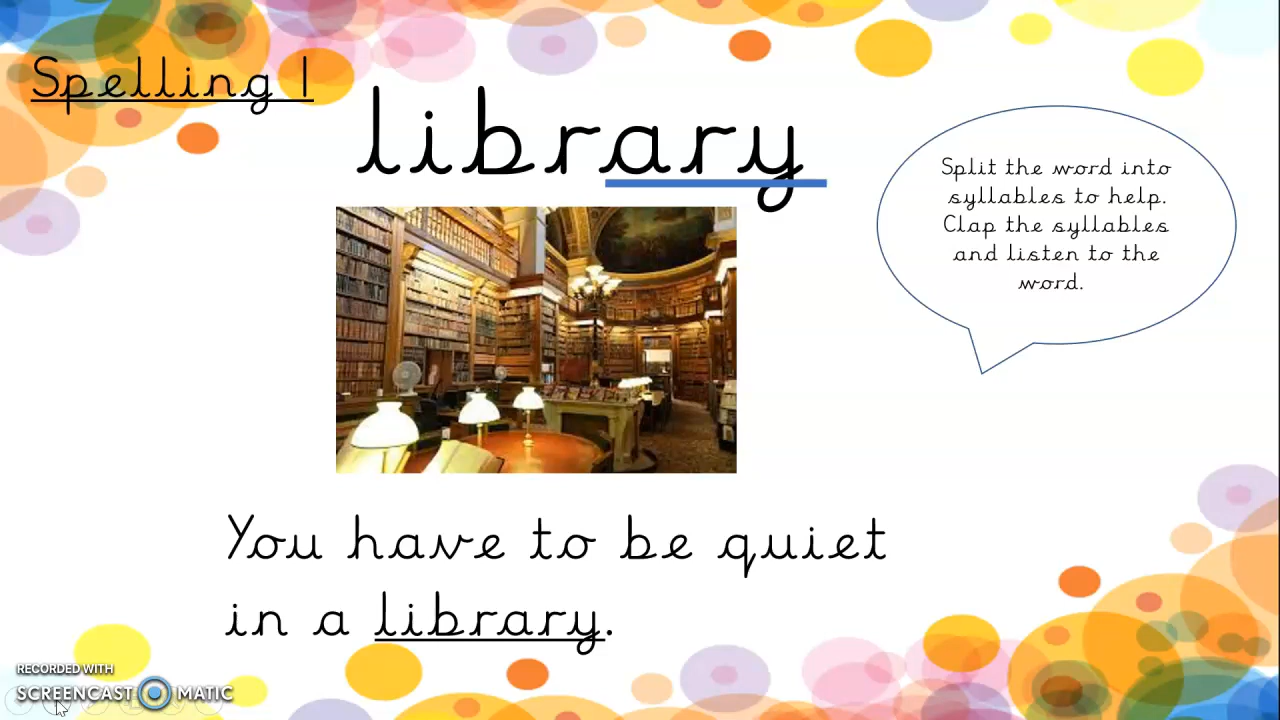 Spelling 1
library
Split the word into
syllables to help.
Clap the syllables
and listen to the
word.
You have to be quiet
in a library.
RECORDED WITH
SCREENCAST MATIC